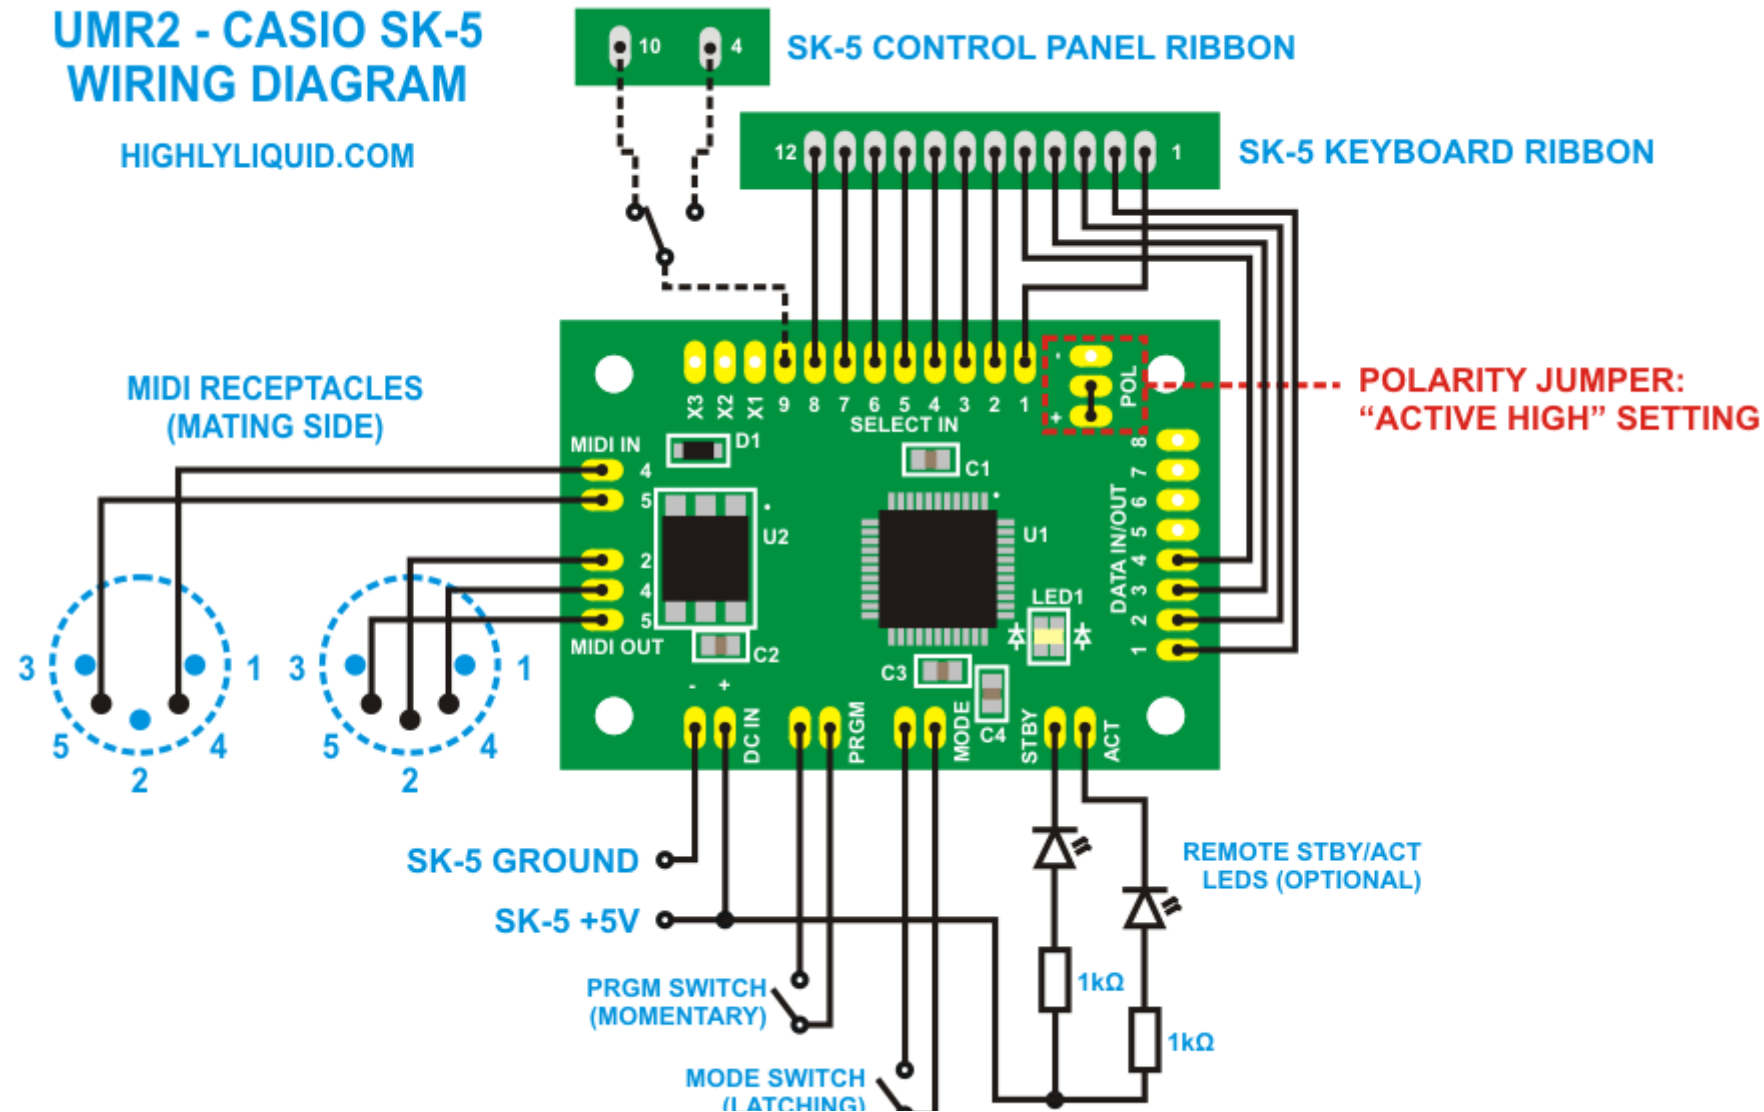 UMR2 - CASIO SK-5
WIRING DIAGRAM
HIGHLYLIQUID.COM
10 4
SK-5 CONTROL PANEL RIBBON
12 1
SK-5 KEYBOARD RIBBON
MIDI RECEPTACLES
(MATING SIDE)
X3 X2 X1 9 8 7 6 5 4 3 2 1
SELECT IN
- +
POL
POLARITY JUMPER:
“ACTIVE HIGH” SETTING
MIDI IN
4
5
2
4
5
MIDI OUT
D1
U2
C2
C1
U1
LED1
C3
C4
DATA IN/OUT
8
7
6
5
4
3
2
1
3 1
5 4
2
3 1
5 4
2
- +
DC IN
PRGM
MODE
STBY
ACT
SK-5 GROUND
SK-5 +5V
REMOTE STBY/ACT
LEDS (OPTIONAL)
PRGM SWITCH
(MOMENTARY)
1kΩ
1kΩ
MODE SWITCH
(LATCHING)